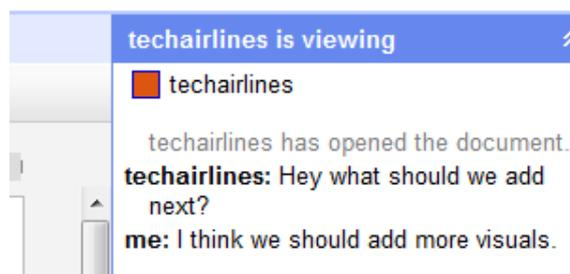 techairlines is viewing
techairlines
techairlines has opened the document.
techairlines: Hey what should we add
next?
me: I think we should add more visuals.